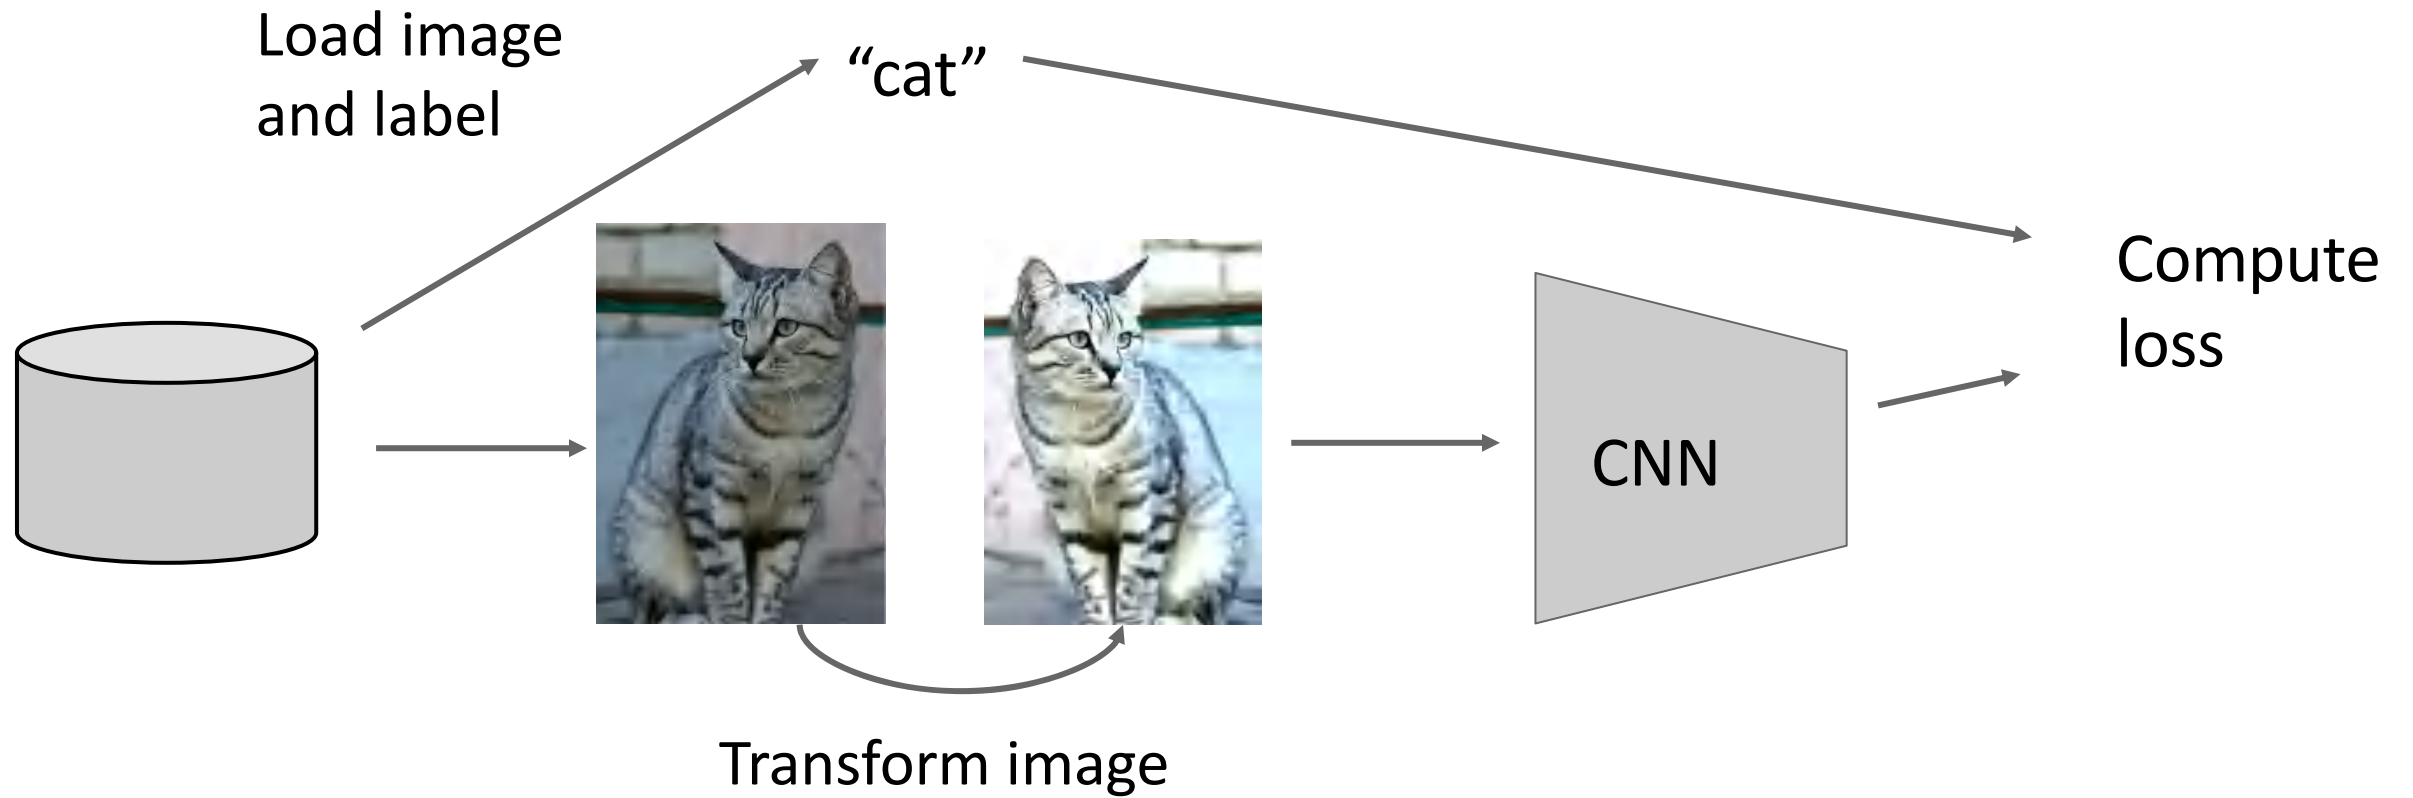 Load image
and label
“cat”
Compute
loss
CNN
Transform image